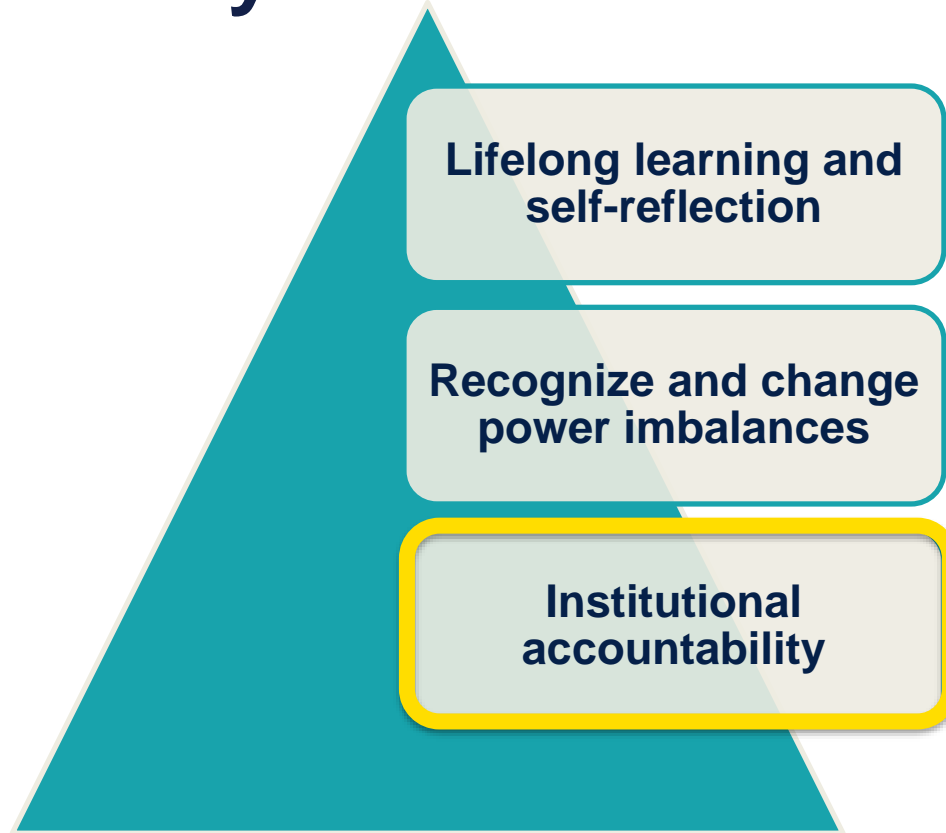 Lifelong learning and
self-reflection
Recognize and change
power imbalances
Institutional
accountability